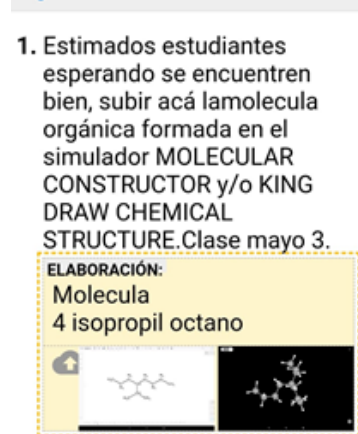 1. Estimados estudiantes
esperando se encuentren
bien, subir acá lamolecula
orgánica formada en el
simulador MOLECULAR
CONSTRUCTOR y/o KING
DRAW CHEMICAL
STRUCTURE.Clase mayo 3.
ELABORACIÓN:
Molecula
4 isopropil octano